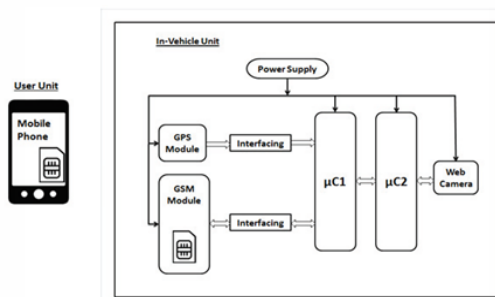 In-Vehicle Unit
Power Supply
User Unit
Mobile
Phone
GPS
Module
Interfacing
GSM
Module
Interfacing
µC1
µC2
Web
Camera